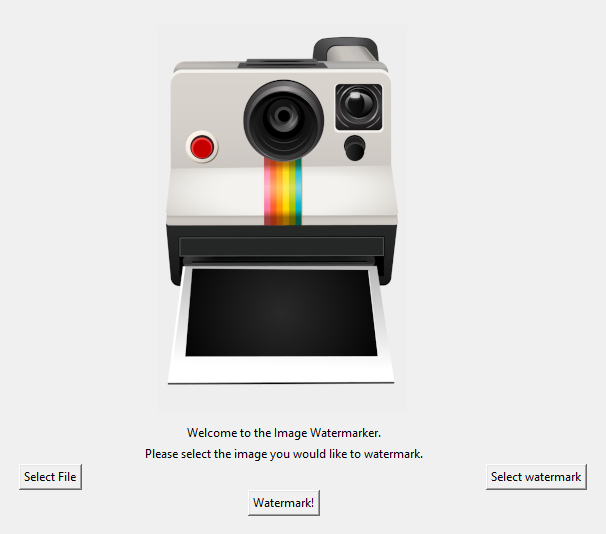 Welcome to the Image Watermarker.
Please select the image you would like to watermark.
Select File
Select watermark
Watermark!